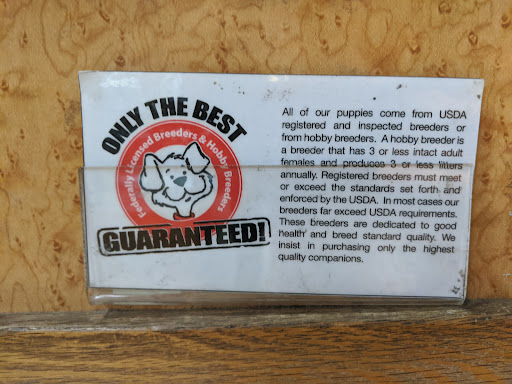 ONLY THE BEST
Federally Licensed Breeders & Hobby Breeders
GUARANTEED!
All of our puppies come from USDA
registered and inspected breeders or
from hobby breeders. A hobby breeder is
a breeder that has 3 or less intact adult
females and produces 3 or less litters
annually. Registered breeders must meet
or exceed the standards set forth and
enforced by the USDA. In most cases our
breeders far exceed USDA requirements.
These breeders are dedicated to good
health and breed standard quality. We
insist in purchasing only the highest
quality companions.